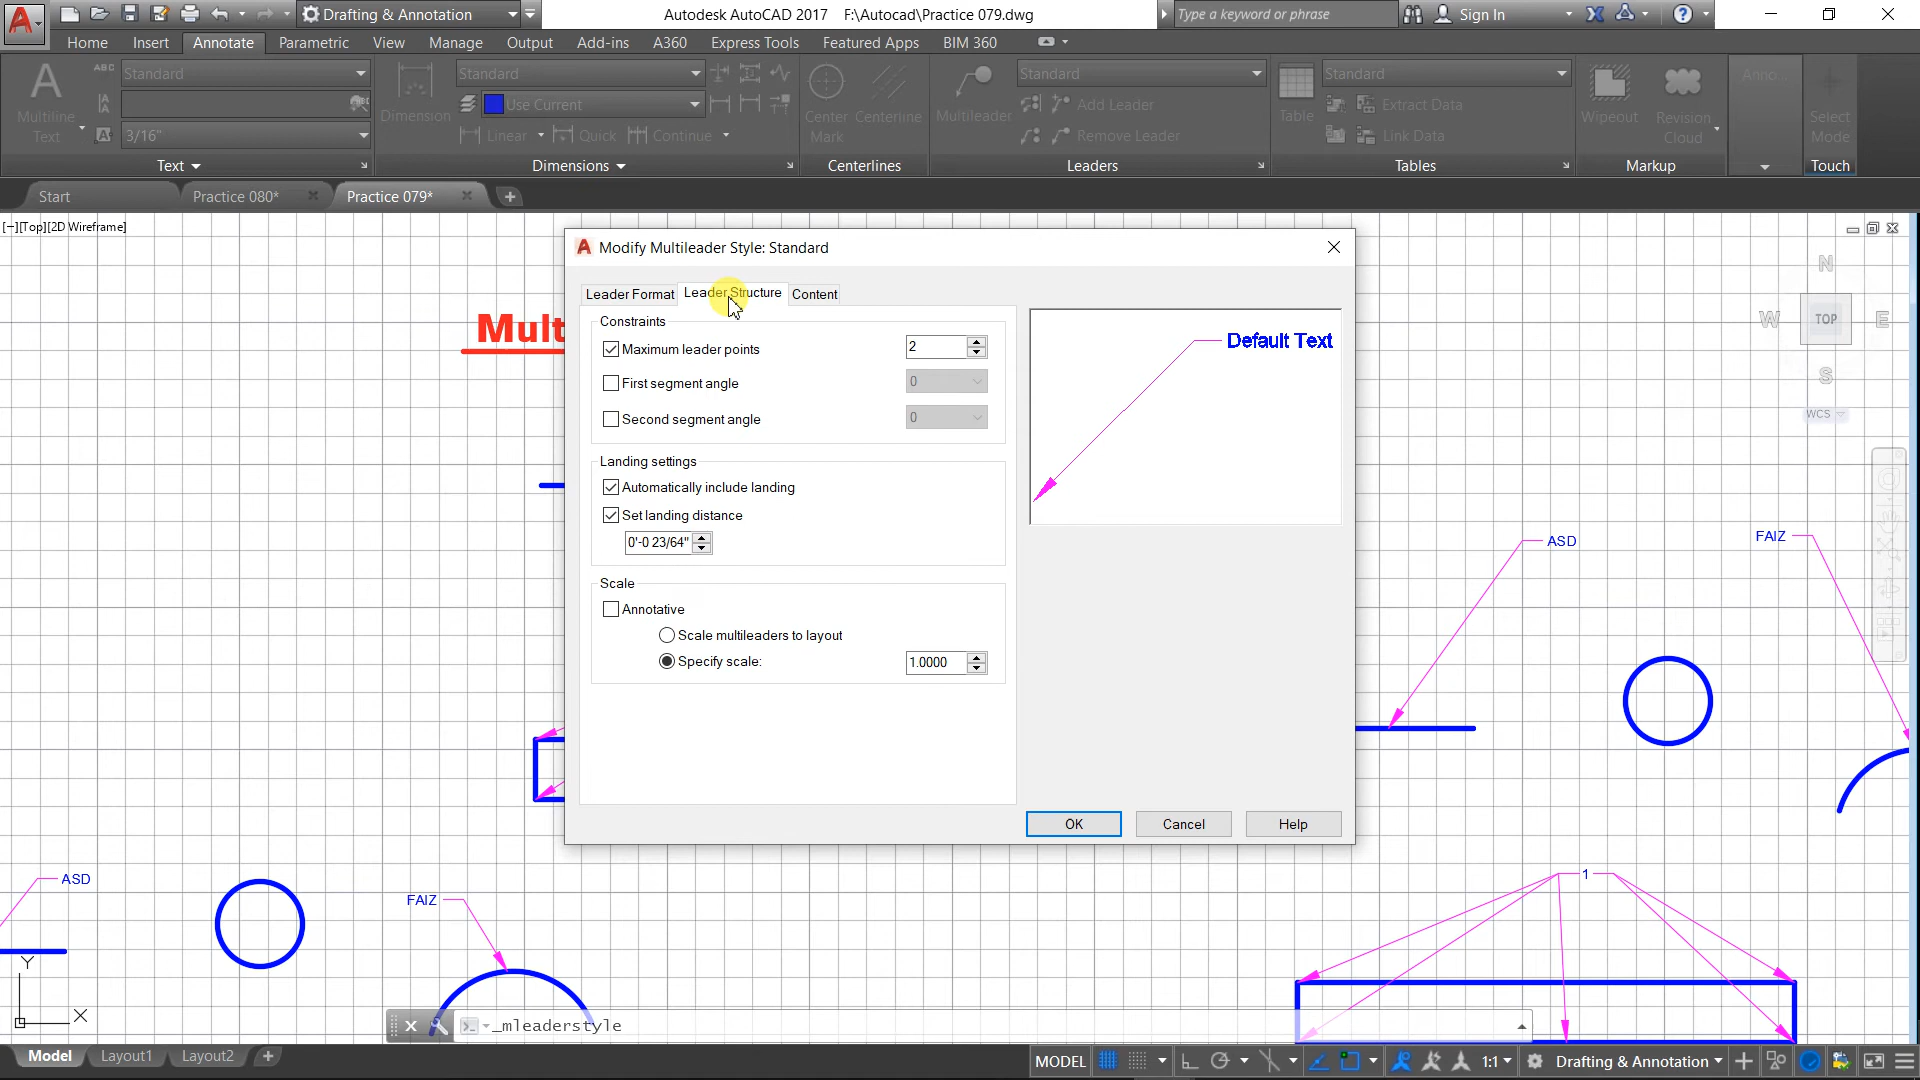 Drafting & Annotation
Autodesk AutoCAD 2017 F:\Autocad\Practice 079.dwg
Type a keyword or phrase
Sign In
Home Insert Annotate Parametric View Manage Output Add-ins A360 Express Tools Featured Apps BIM 360
Multiline Text
ABC
Standard
3/16"
Text
Dimension
Standard
Use Current
Linear Quick Continue
Dimensions
Center Mark
Centerline
Centerlines
Multileader
Standard
Add Leader
Remove Leader
Leaders
Table
Standard
Extract Data
Link Data
Tables
Wipeout
Revision Cloud
Markup
Anno...
Select Mode
Touch
Start Practice 080* Practice 079*
[−][Top][2D Wireframe]
N
W TOP E
S
WCS
Mult
Modify Multileader Style: Standard
Leader Format Leader Structure Content
Constraints
Maximum leader points 2
First segment angle 0
Second segment angle 0
Landing settings
Automatically include landing
Set landing distance
0'-0 23/64"
Scale
Annotative
Scale multileaders to layout
Specify scale: 1.0000
Default Text
OK Cancel Help
ASD
FAIZ
ASD
FAIZ
1
Y
X
_mleaderstyle
Model Layout1 Layout2
MODEL
1:1
Drafting & Annotation